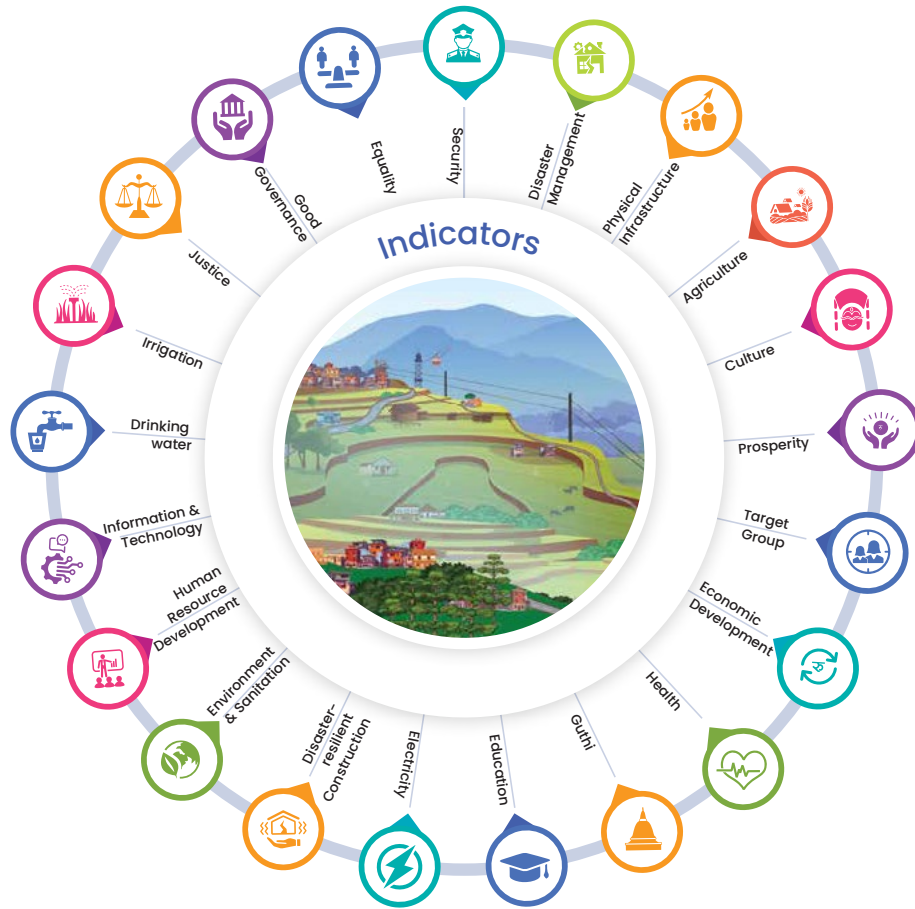 Indicators
Security
Disaster
Management
Physical
Infrastructure
Agriculture
Culture
Prosperity
Target
Group
Economic
Development
Health
Guthi
Education
Electricity
Disaster-
resilient
Construction
Environment
& Sanitation
Human
Resource
Development
Information &
Technology
Drinking
water
Irrigation
Justice
Good
Governance
Equality
रु